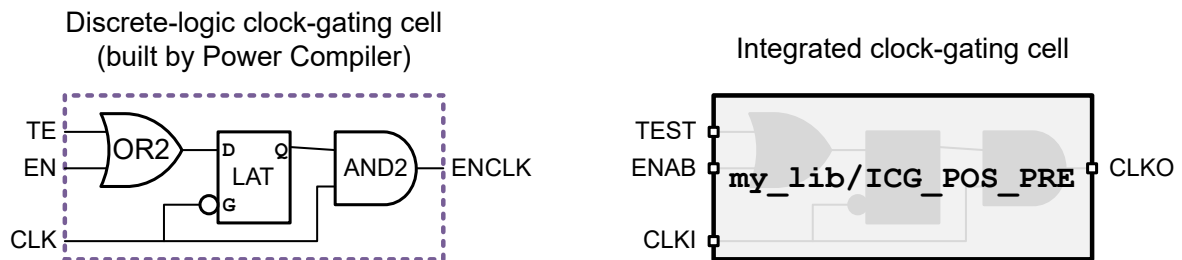 Discrete-logic clock-gating cell
(built by Power Compiler)
TE
EN
CLK
OR2
D
Q
LAT
G
AND2
ENCLK
Integrated clock-gating cell
TEST
ENAB
CLKI
my_lib/ICG_POS_PRE
CLKO